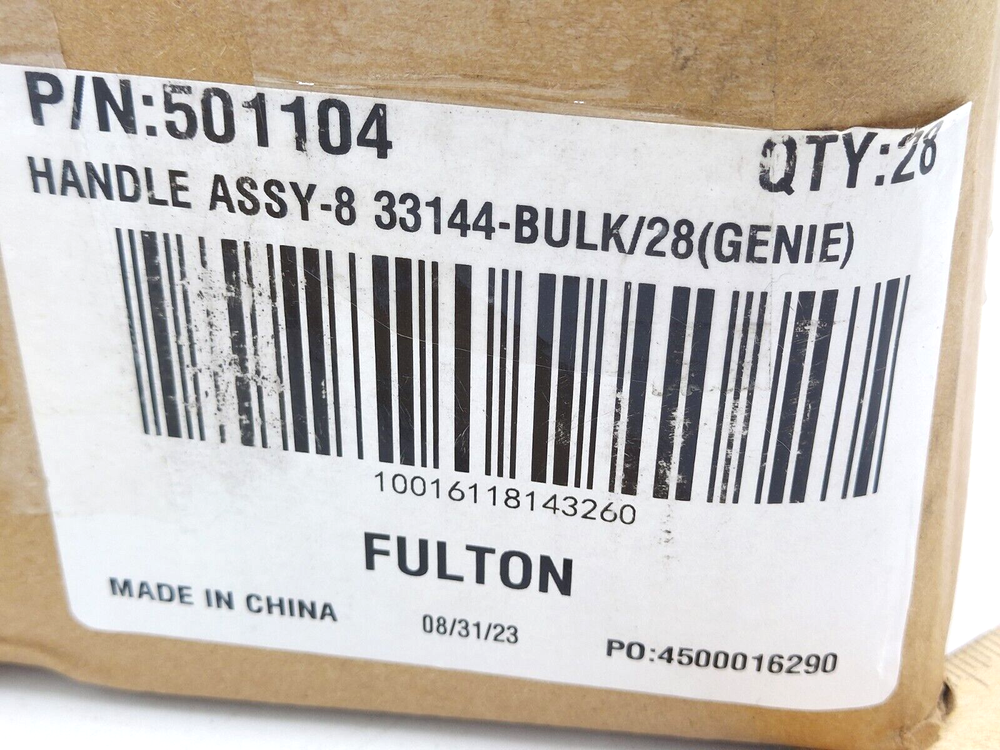 P/N:501104
QTY:28
HANDLE ASSY-8 33144-BULK/28(GENIE)
10016118143260
FULTON
MADE IN CHINA
08/31/23
PO:4500016290